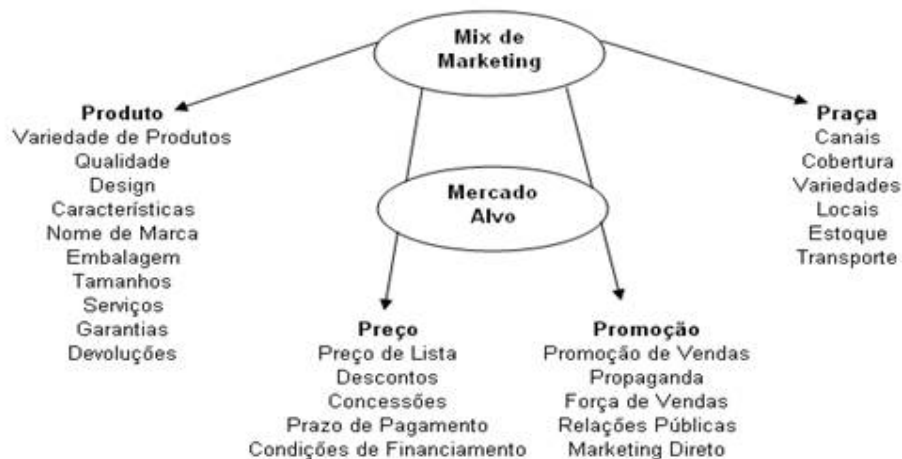 Mix de
Marketing
Produto
Variedade de Produtos
Qualidade
Design
Características
Nome de Marca
Embalagem
Tamanhos
Serviços
Garantias
Devoluções
Mercado
Alvo
Preço
Preço de Lista
Descontos
Concessões
Prazo de Pagamento
Condições de Financiamento
Promoção
Promoção de Vendas
Propaganda
Força de Vendas
Relações Públicas
Marketing Direto
Praça
Canais
Cobertura
Variedades
Locais
Estoque
Transporte